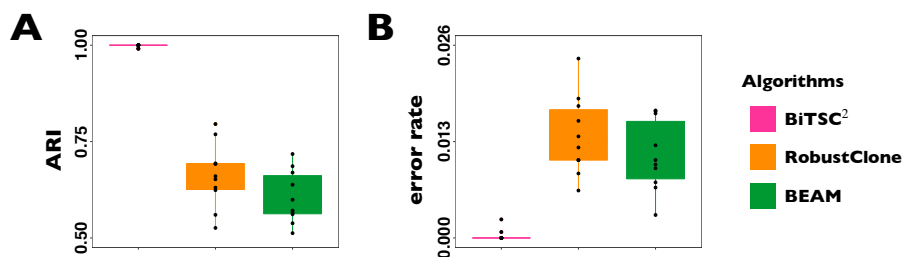 A
ARI
1.00
0.75
0.50
B
error rate
0.026
0.013
0.000
Algorithms
BiTSC²
RobustClone
BEAM